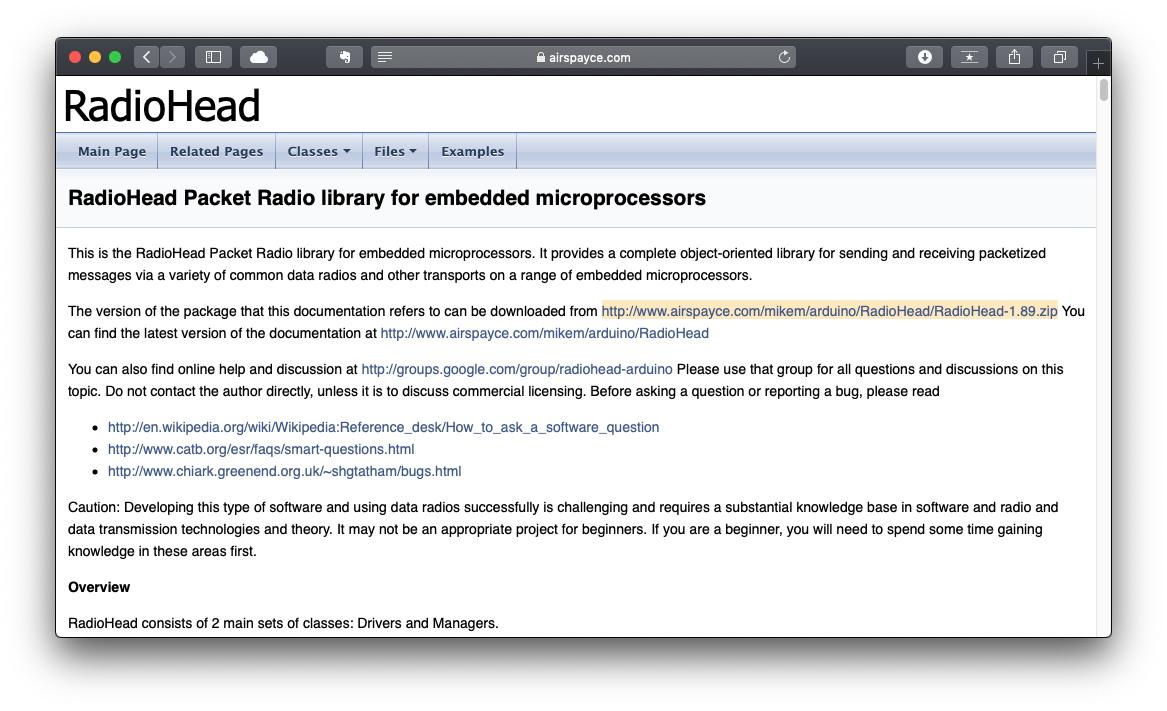 airspayce.com
RadioHead
Main Page Related Pages Classes Files Examples
RadioHead Packet Radio library for embedded microprocessors
This is the RadioHead Packet Radio library for embedded microprocessors. It provides a complete object-oriented library for sending and receiving packetized
messages via a variety of common data radios and other transports on a range of embedded microprocessors.
The version of the package that this documentation refers to can be downloaded from http://www.airspayce.com/mikem/arduino/RadioHead/RadioHead-1.89.zip You
can find the latest version of the documentation at http://www.airspayce.com/mikem/arduino/RadioHead
You can also find online help and discussion at http://groups.google.com/group/radiohead-arduino Please use that group for all questions and discussions on this
topic. Do not contact the author directly, unless it is to discuss commercial licensing. Before asking a question or reporting a bug, please read
• http://en.wikipedia.org/wiki/Wikipedia:Reference_desk/How_to_ask_a_software_question
• http://www.catb.org/esr/faqs/smart-questions.html
• http://www.chiark.greenend.org.uk/~shgtatham/bugs.html
Caution: Developing this type of software and using data radios successfully is challenging and requires a substantial knowledge base in software and radio and
data transmission technologies and theory. It may not be an appropriate project for beginners. If you are a beginner, you will need to spend some time gaining
knowledge in these areas first.
Overview
RadioHead consists of 2 main sets of classes: Drivers and Managers.